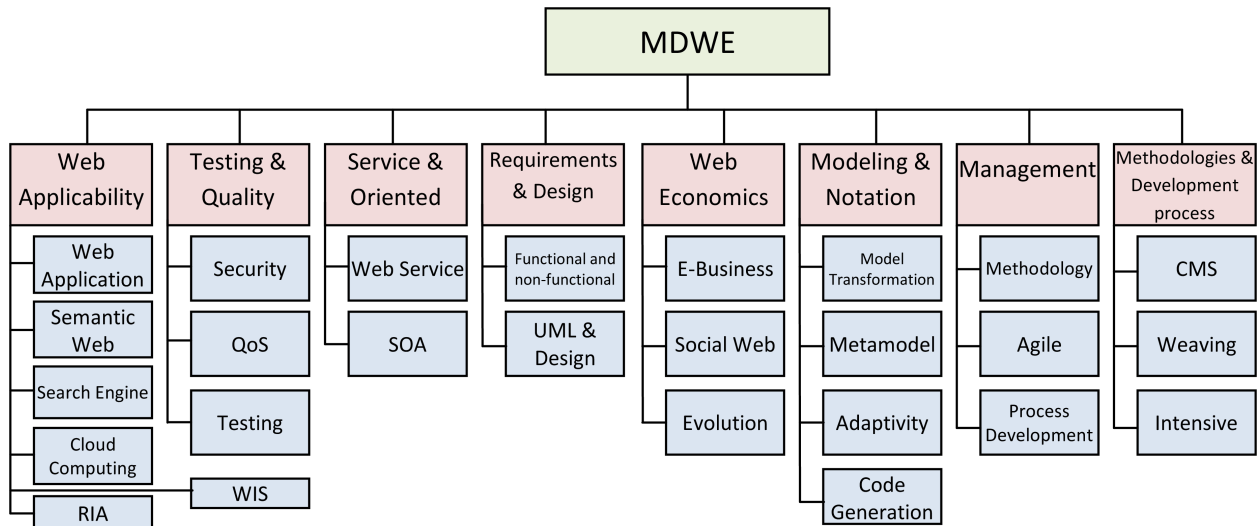 MDWE
Web
Applicability
Web
Application
Semantic
Web
Search Engine
Cloud
Computing
RIA
WIS
Testing &
Quality
Security
QoS
Testing
Service &
Oriented
Web Service
SOA
Requirements
& Design
Functional and
non-functional
UML &
Design
Web
Economics
E-Business
Social Web
Evolution
Modeling &
Notation
Model
Transformation
Metamodel
Adaptivity
Code
Generation
Management
Methodology
Agile
Process
Development
Methodologies &
Development
process
CMS
Weaving
Intensive